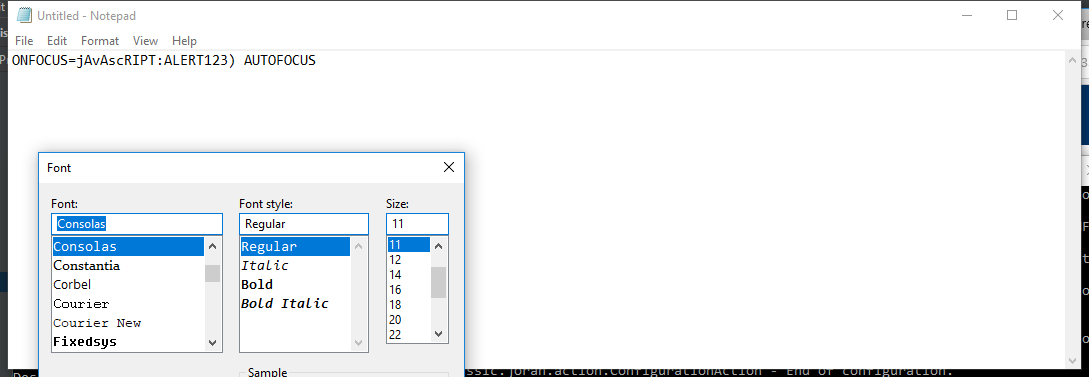 Untitled - Notepad
File Edit Format View Help
ONFOCUS=jAvAscRIPT:ALERT123) AUTOFOCUS
Font
Font: Font style: Size:
Consolas Regular 11
Consolas Regular 11
Constantia Italic 12
Corbel Bold 14
Courier Bold Italic 16
Courier New 18
Fixedsys 20
22
Sample
ssic.joran.action.ConfigurationAction - End of configuration.